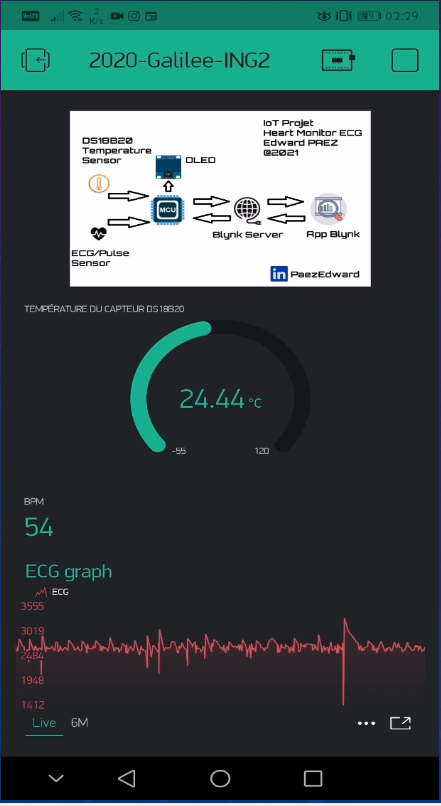 VoLTE
2
K/s
02:29
2020-Galilee-ING2
IoT Projet
Heart Monitor ECG
Edward PAEZ
@2021
DS18B20
Temperature
Sensor
OLED
MCU
Blynk Server
App Blynk
ECG/Pulse
Sensor
in PaezEdward
TEMPÉRATURE DU CAPTEUR DS18B20
24.44 °C
-55
120
BPM
54
ECG graph
ECG
3555
3019
2484
1948
1412
Live 6M